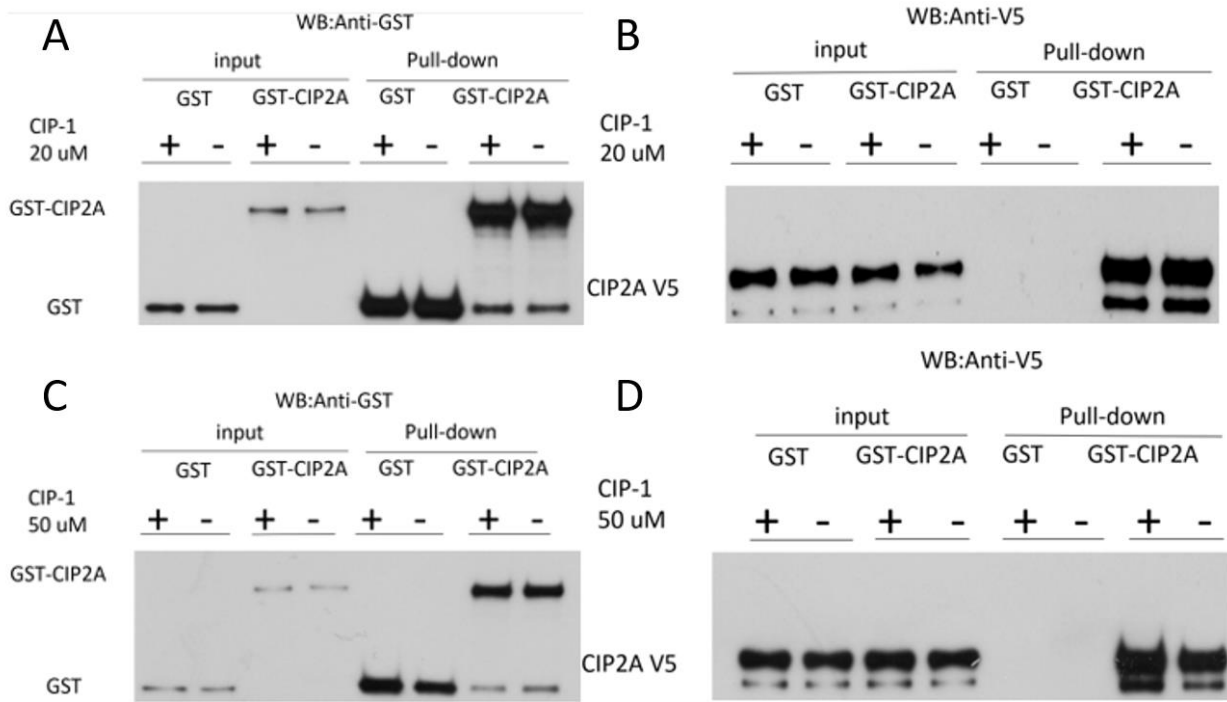 A
WB:Anti-GST
input Pull-down
GST GST-CIP2A GST GST-CIP2A
CIP-1
20 uM
+ - + - + - + -
GST-CIP2A
GST
B
WB:Anti-V5
input Pull-down
GST GST-CIP2A GST GST-CIP2A
CIP-1
20 uM
+ - + - + - + -
CIP2A V5
C
WB:Anti-GST
input Pull-down
GST GST-CIP2A GST GST-CIP2A
CIP-1
50 uM
+ - + - + - + -
GST-CIP2A
GST
D
WB:Anti-V5
input Pull-down
GST GST-CIP2A GST GST-CIP2A
CIP-1
50 uM
+ - + - + - + -
CIP2A V5